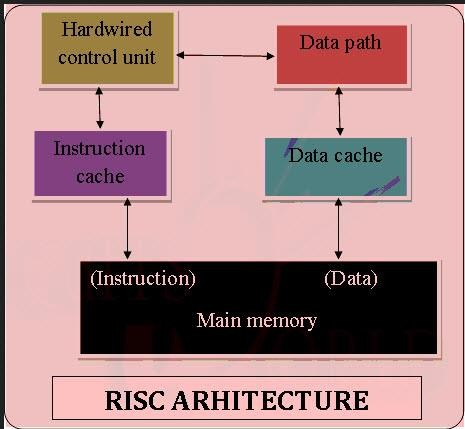 Hardwired
control unit
Data path
Instruction
cache
Data cache
(Instruction)
(Data)
Main memory
RISC ARHITECTURE